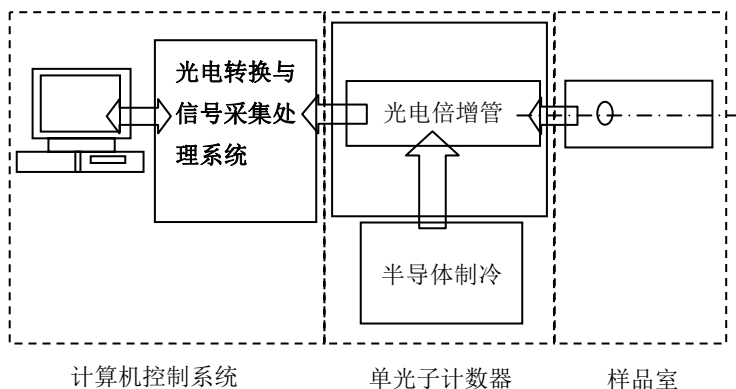 光电转换与
信号采集处
理系统
光电倍增管
半导体制冷
计算机控制系统
单光子计数器
样品室